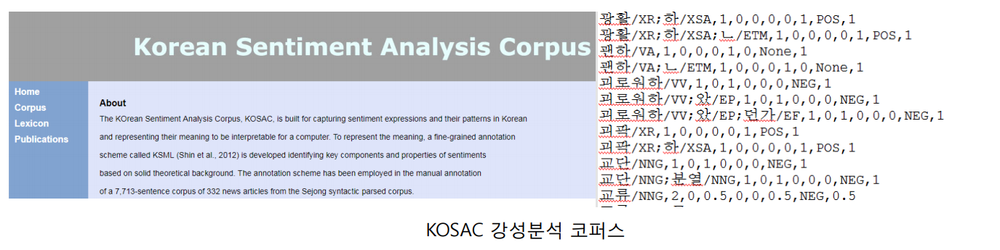 Korean Sentiment Analysis Corpus
Home
Corpus
Lexicon
Publications
About
The KOrean Sentiment Analysis Corpus, KOSAC, is built for capturing sentiment expressions and their patterns in Korean
and representing their meaning to be interpretable for a computer. To represent the meaning, a fine-grained annotation
scheme called KSML (Shin et al., 2012) is developed identifying key components and properties of sentiments
based on solid theoretical background. The annotation scheme has been employed in the manual annotation
of a 7,713-sentence corpus of 332 news articles from the Sejong syntactic parsed corpus.
광활/XR;하/XSA,1,0,0,0,0,1,POS,1
광활/XR;하/XSA;ㄴ/ETM,1,0,0,0,0,1,POS,1
괜하/VA,1,0,0,0,1,0,None,1
괜하/VA;ㄴ/ETM,1,0,0,0,1,0,None,1
괴로워하/VV,1,0,1,0,0,0,NEG,1
괴로워하/VV;았/EP,1,0,1,0,0,0,NEG,1
괴로워하/VV;았/EP;던가/EF,1,0,1,0,0,0,NEG,1
괴팍/XR,1,0,0,0,0,1,POS,1
괴팍/XR;하/XSA,1,0,0,0,0,1,POS,1
교단/NNG,1,0,1,0,0,0,NEG,1
교단/NNG;분열/NNG,1,0,1,0,0,0,NEG,1
교류/NNG,2,0,0.5,0,0,0.5,NEG,0.5
KOSAC 강성분석 코퍼스